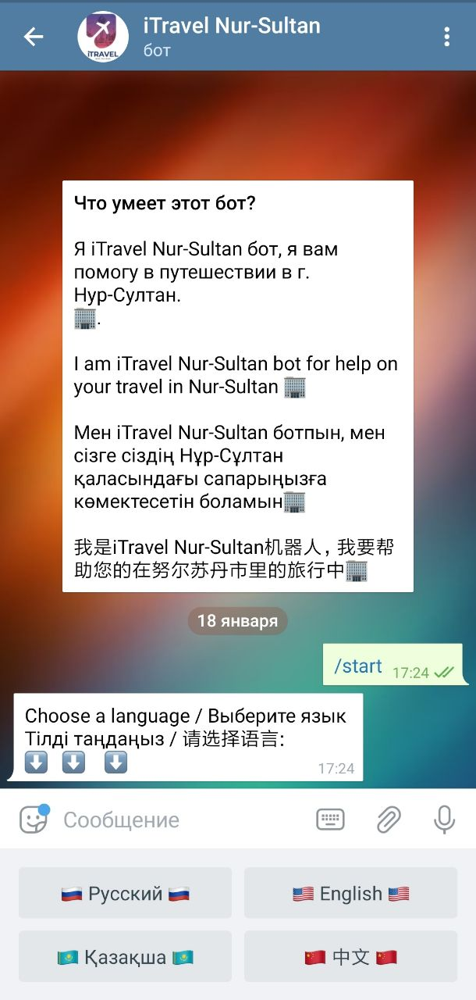 iTravel Nur-Sultan
бот
iTRAVEL
Что умеет этот бот?
Я iTravel Nur-Sultan бот, я вам
помогу в путешествии в г.
Нур-Султан.
🏢.
I am iTravel Nur-Sultan bot for help on
your travel in Nur-Sultan 🏢
Мен iTravel Nur-Sultan ботпын, мен
сізге сіздің Нұр-Сұлтан
қаласындағы сапарыңызға
көмектесетін боламын🏢
我是iTravel Nur-Sultan机器人，我要帮
助您的在努尔苏丹市里的旅行中🏢
18 января
/start 17:24
Choose a language / Выберите язык
Тілді таңдаңыз / 请选择语言:
⬇️ ⬇️ ⬇️
17:24
Сообщение
🇷🇺 Русский 🇷🇺
🇺🇸 English 🇺🇸
🇰🇿 Қазақша 🇰🇿
🇨🇳 中文 🇨🇳